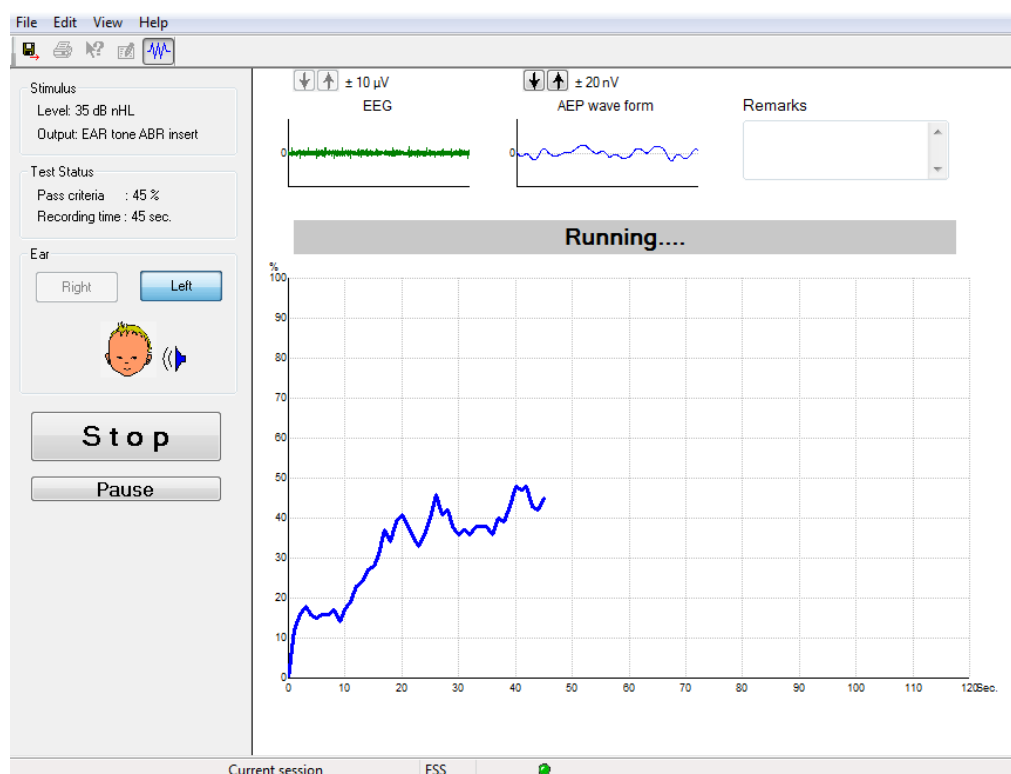 File Edit View Help
± 10 µV
± 20 nV
EEG
AEP wave form
Remarks
Stimulus
Level: 35 dB nHL
Output: EAR tone ABR insert
Test Status
Pass criteria : 45 %
Recording time : 45 sec.
Ear
Right
Left
Stop
Pause
0
0
Running....
%
100
90
80
70
60
50
40
30
20
10
0
0 10 20 30 40 50 60 70 80 90 100 110 120 Sec.
Current session
ESS